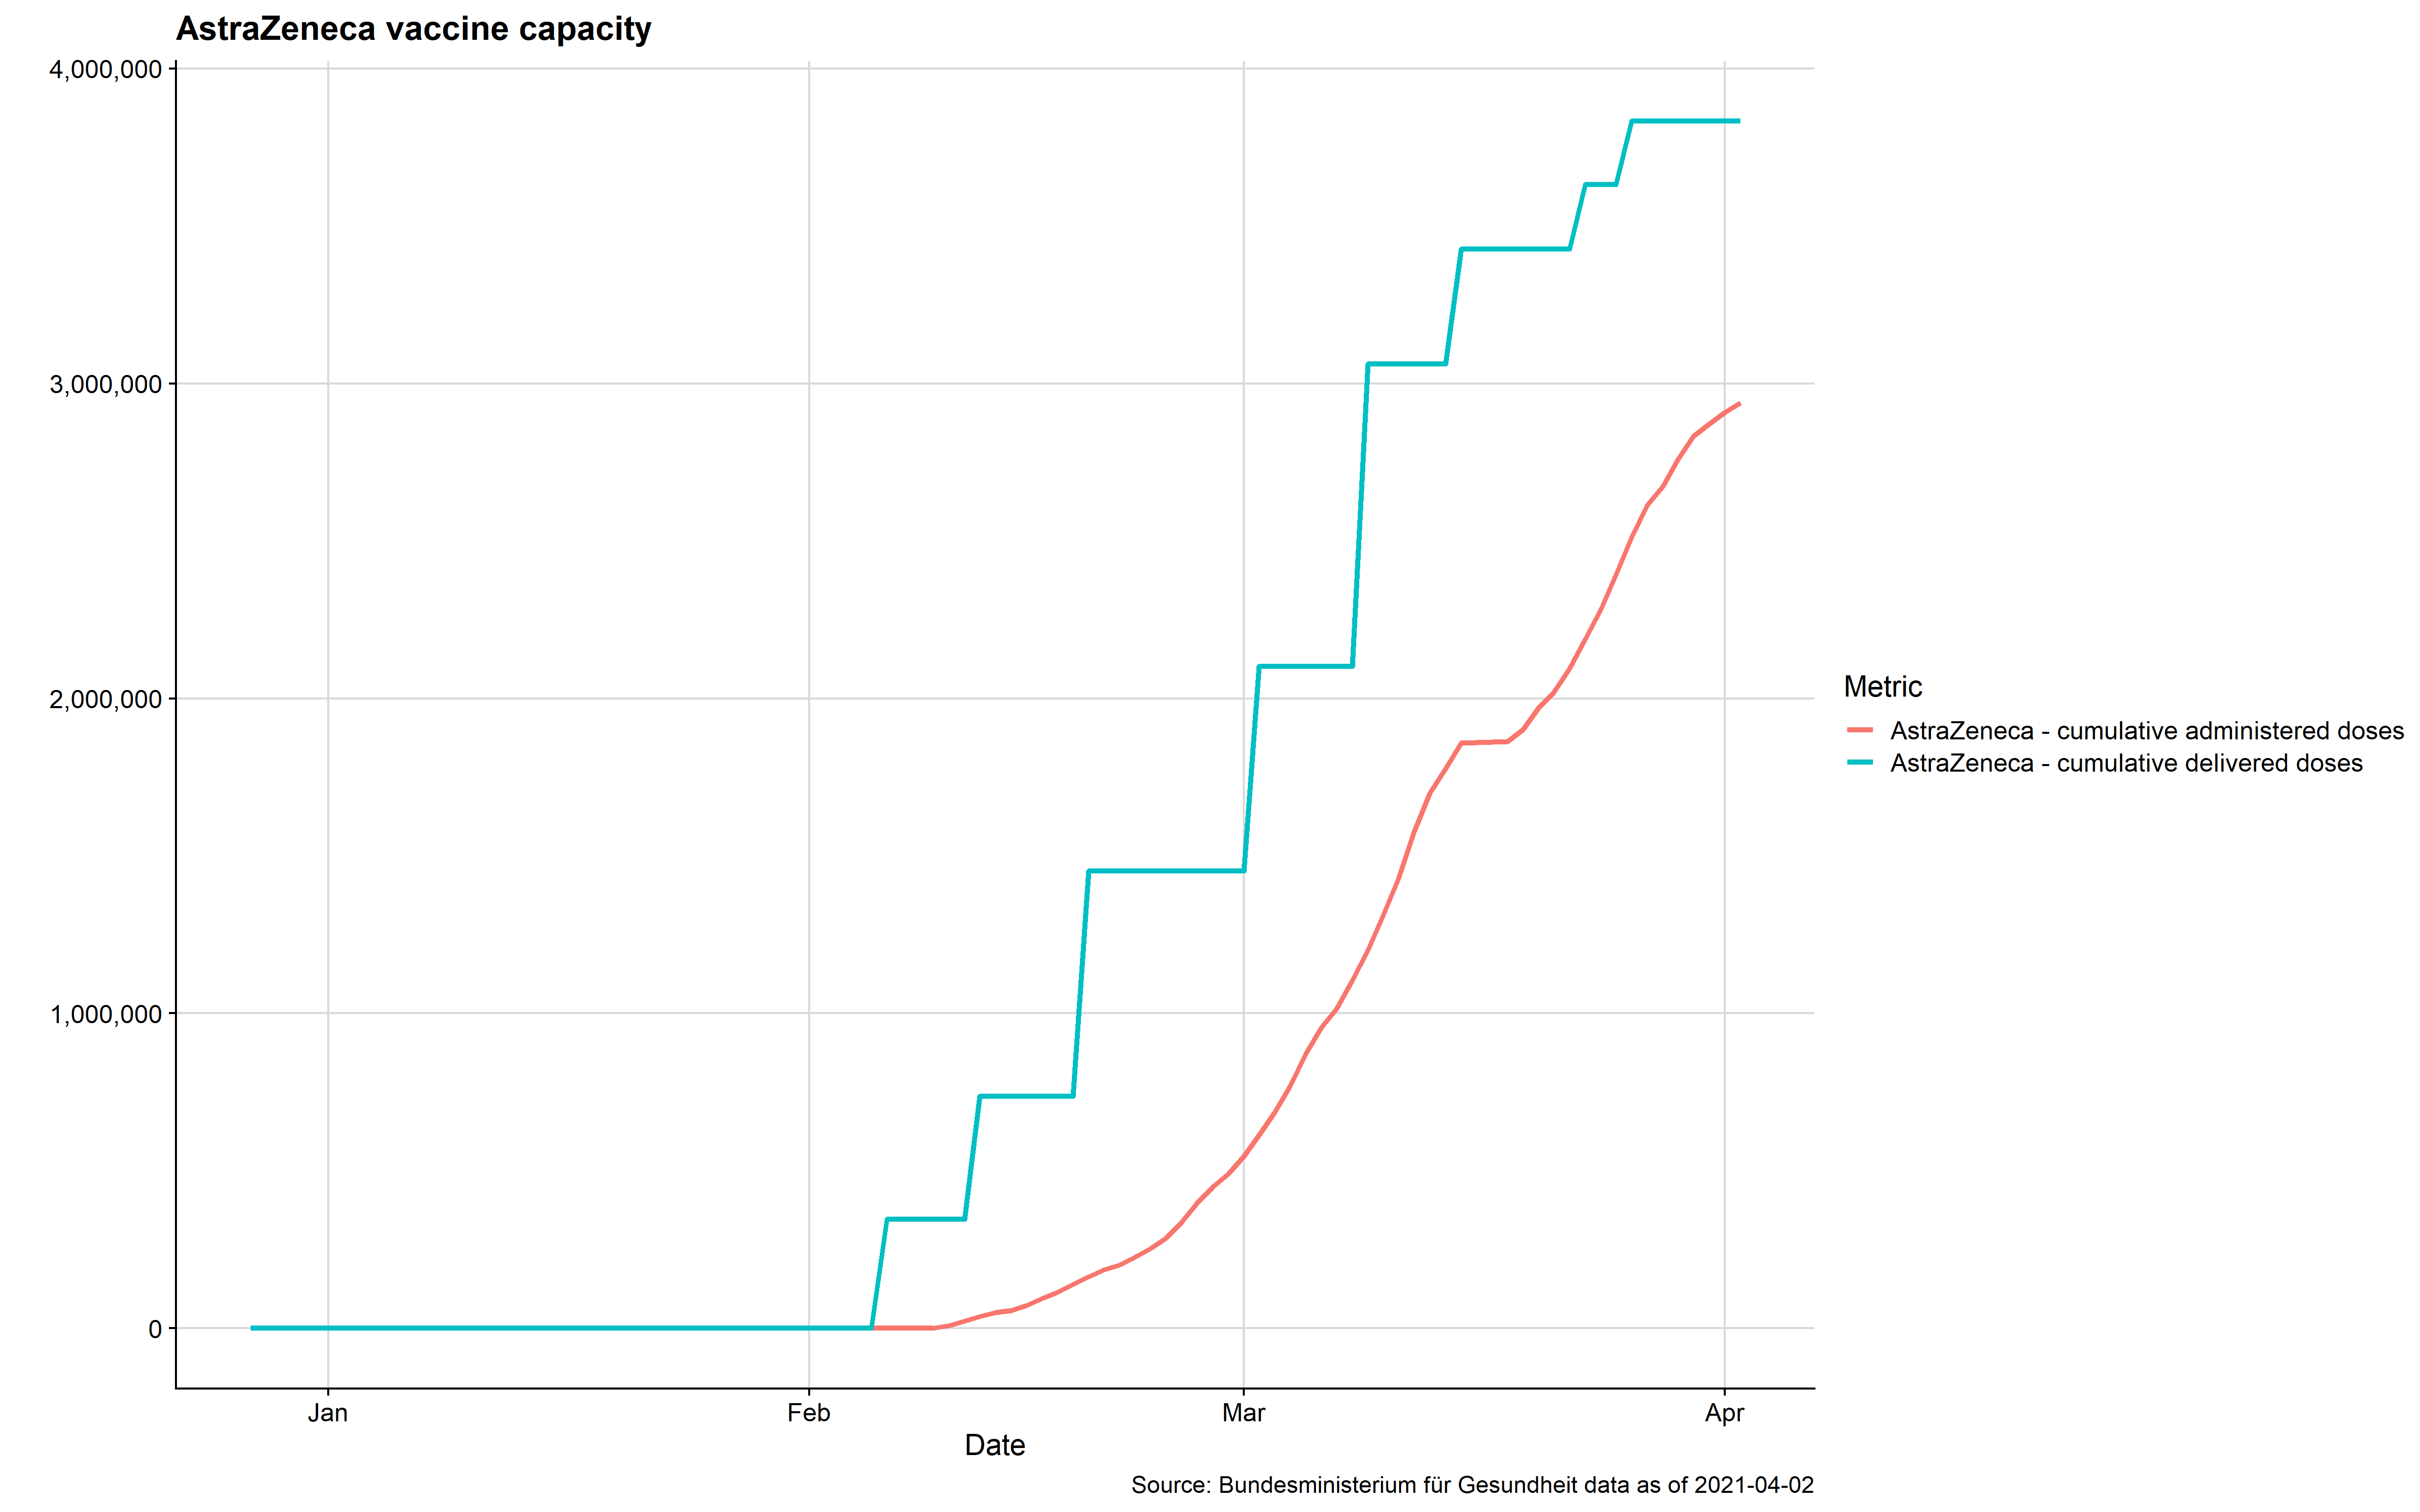 AstraZeneca vaccine capacity
4,000,000
3,000,000
2,000,000
1,000,000
0
Jan Feb Mar Apr
Date
Metric
AstraZeneca - cumulative administered doses
AstraZeneca - cumulative delivered doses
Source: Bundesministerium für Gesundheit data as of 2021-04-02